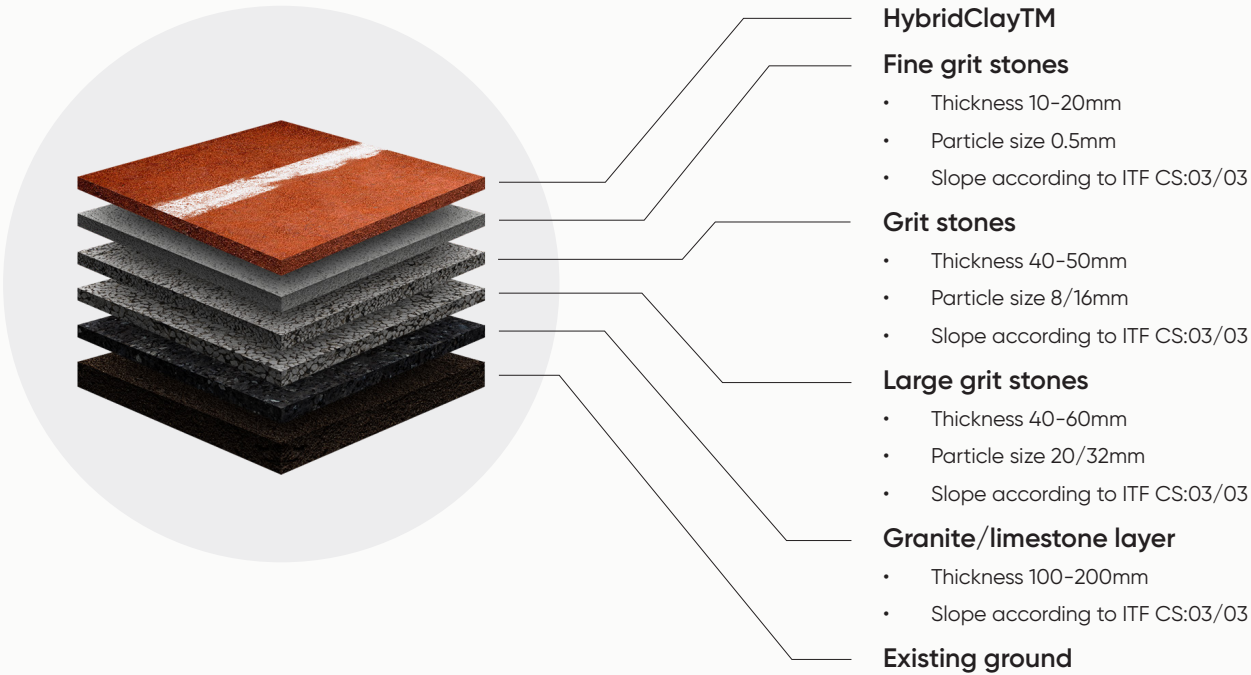 HybridClayTM
Fine grit stones
• Thickness 10-20mm
• Particle size 0.5mm
• Slope according to ITF CS:03/03
Grit stones
• Thickness 40-50mm
• Particle size 8/16mm
• Slope according to ITF CS:03/03
Large grit stones
• Thickness 40-60mm
• Particle size 20/32mm
• Slope according to ITF CS:03/03
Granite/limestone layer
• Thickness 100-200mm
• Slope according to ITF CS:03/03
Existing ground